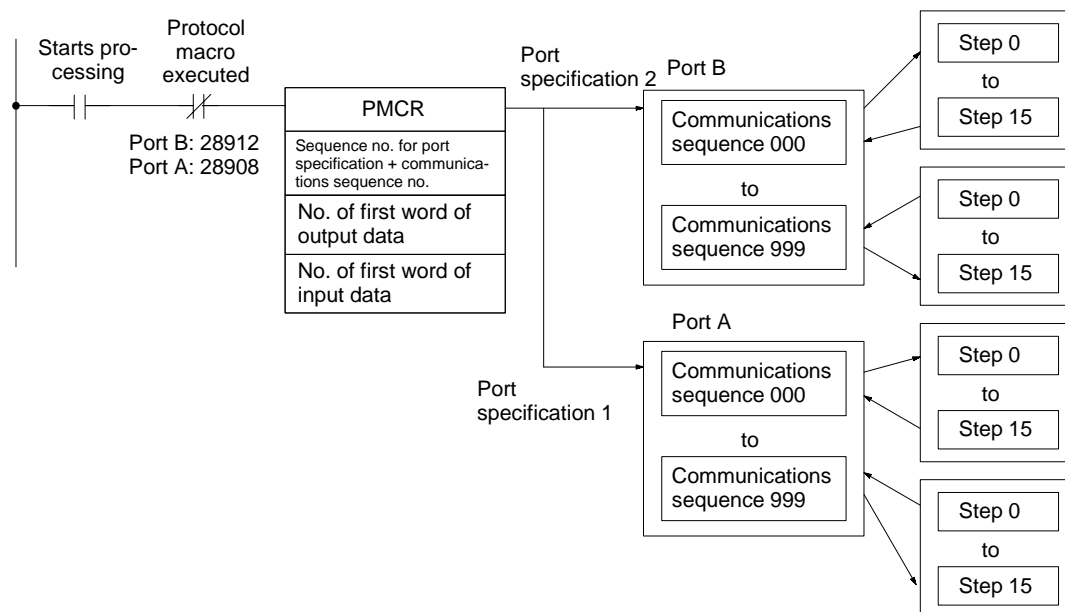 Starts pro-
cessing
Protocol
macro
executed
Port B: 28912
Port A: 28908
PMCR
Sequence no. for port
specification + communica-
tions sequence no.
No. of first word of
output data
No. of first word of
input data
Port
specification 2
Port B
Communications
sequence 000
to
Communications
sequence 999
Step 0
to
Step 15
Step 0
to
Step 15
Port
specification 1
Port A
Communications
sequence 000
to
Communications
sequence 999
Step 0
to
Step 15
Step 0
to
Step 15